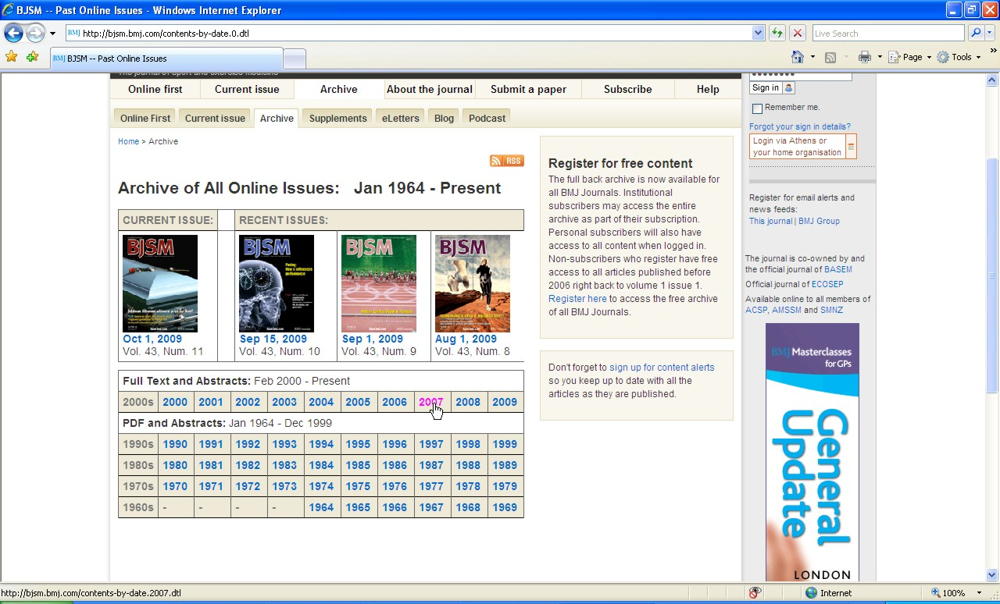 BJSM -- Past Online Issues - Windows Internet Explorer
BMJ http://bjsm.bmj.com/contents-by-date.0.dtl
Live Search
BMJ BJSM -- Past Online Issues
Page
Tools
The journal of sport and exercise medicine
Online first Current issue Archive About the journal Submit a paper Subscribe Help
Online First Current issue Archive Supplements eLetters Blog Podcast
Home > Archive
RSS
Archive of All Online Issues: Jan 1964 - Present
CURRENT ISSUE: RECENT ISSUES:
BJSM BJSM BJSM BJSM
Oct 1, 2009 Sep 15, 2009 Sep 1, 2009 Aug 1, 2009
Vol. 43, Num. 11 Vol. 43, Num. 10 Vol. 43, Num. 9 Vol. 43, Num. 8
Full Text and Abstracts: Feb 2000 - Present
2000s 2000 2001 2002 2003 2004 2005 2006 2007 2008 2009
PDF and Abstracts: Jan 1964 - Dec 1999
1990s 1990 1991 1992 1993 1994 1995 1996 1997 1998 1999
1980s 1980 1981 1982 1983 1984 1985 1986 1987 1988 1989
1970s 1970 1971 1972 1973 1974 1975 1976 1977 1978 1979
1960s - - - - 1964 1965 1966 1967 1968 1969
Register for free content
The full back archive is now available for
all BMJ Journals. Institutional
subscribers may access the entire
archive as part of their subscription.
Personal subscribers will also have
access to all content when logged in.
Non-subscribers who register have free
access to all articles published before
2006 right back to volume 1 issue 1.
Register here to access the free archive
of all BMJ Journals.
Don't forget to sign up for content alerts
so you keep up to date with all the
articles as they are published.
Sign in
Remember me.
Forgot your sign in details?
Login via Athens or
your home organisation
Register for email alerts and
news feeds:
This journal | BMJ Group
The journal is co-owned by and
the official journal of BASEM
Official journal of ECOSEP
Available online to all members of
ACSP, AMSSM and SMNZ
BMJ Masterclasses
for GPs
General
Update
LONDON
http://bjsm.bmj.com/contents-by-date.2007.dtl
Internet
100%